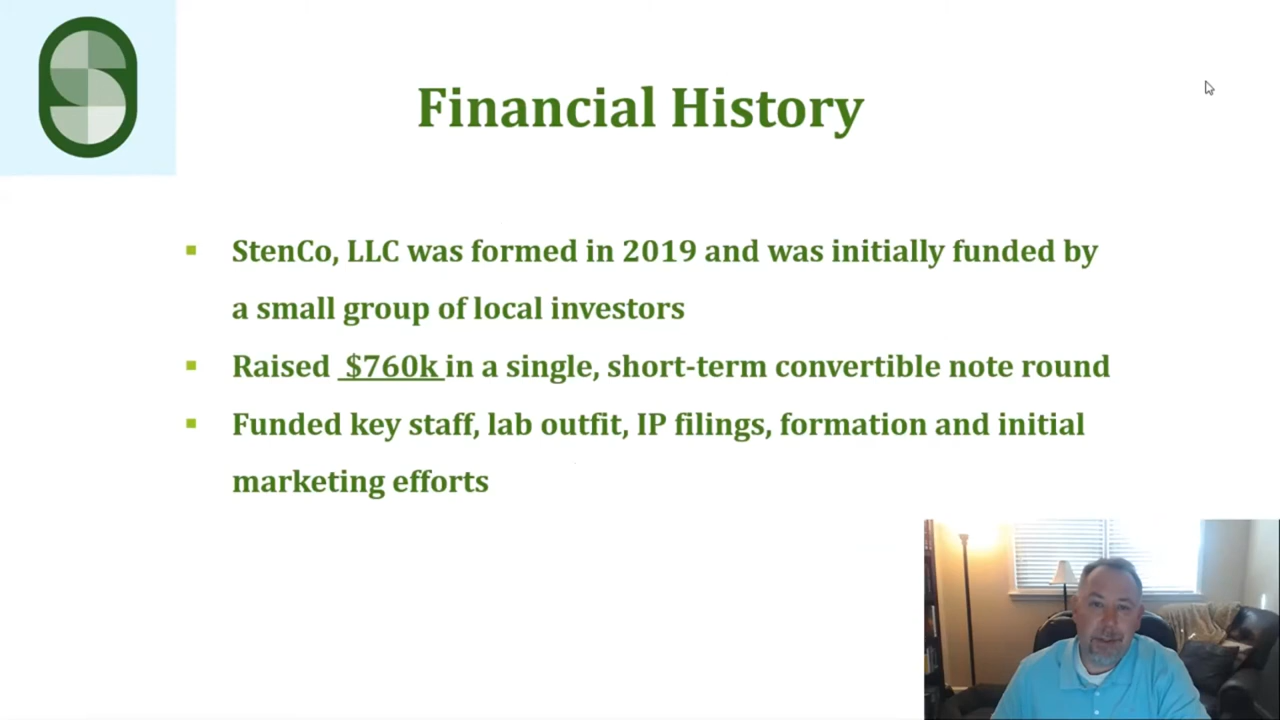 Financial History
StenCo, LLC was formed in 2019 and was initially funded by
a small group of local investors
Raised $760k in a single, short-term convertible note round
Funded key staff, lab outfit, IP filings, formation and initial
marketing efforts